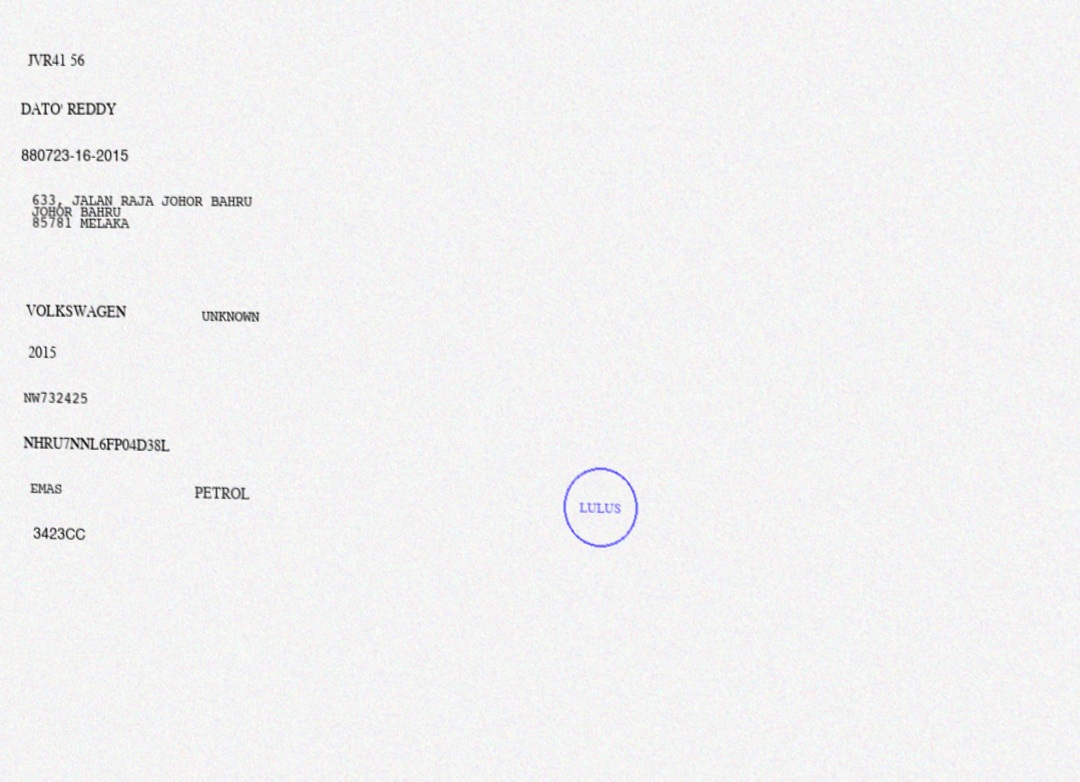 JVR41 56
DATO' REDDY
880723-16-2015
633, JALAN RAJA JOHOR BAHRU
JOHOR BAHRU
85781 MELAKA
VOLKSWAGEN UNKNOWN
2015
NW732425
NHRU7NNL6FP04D38L
EMAS PETROL
LULUS
3423CC